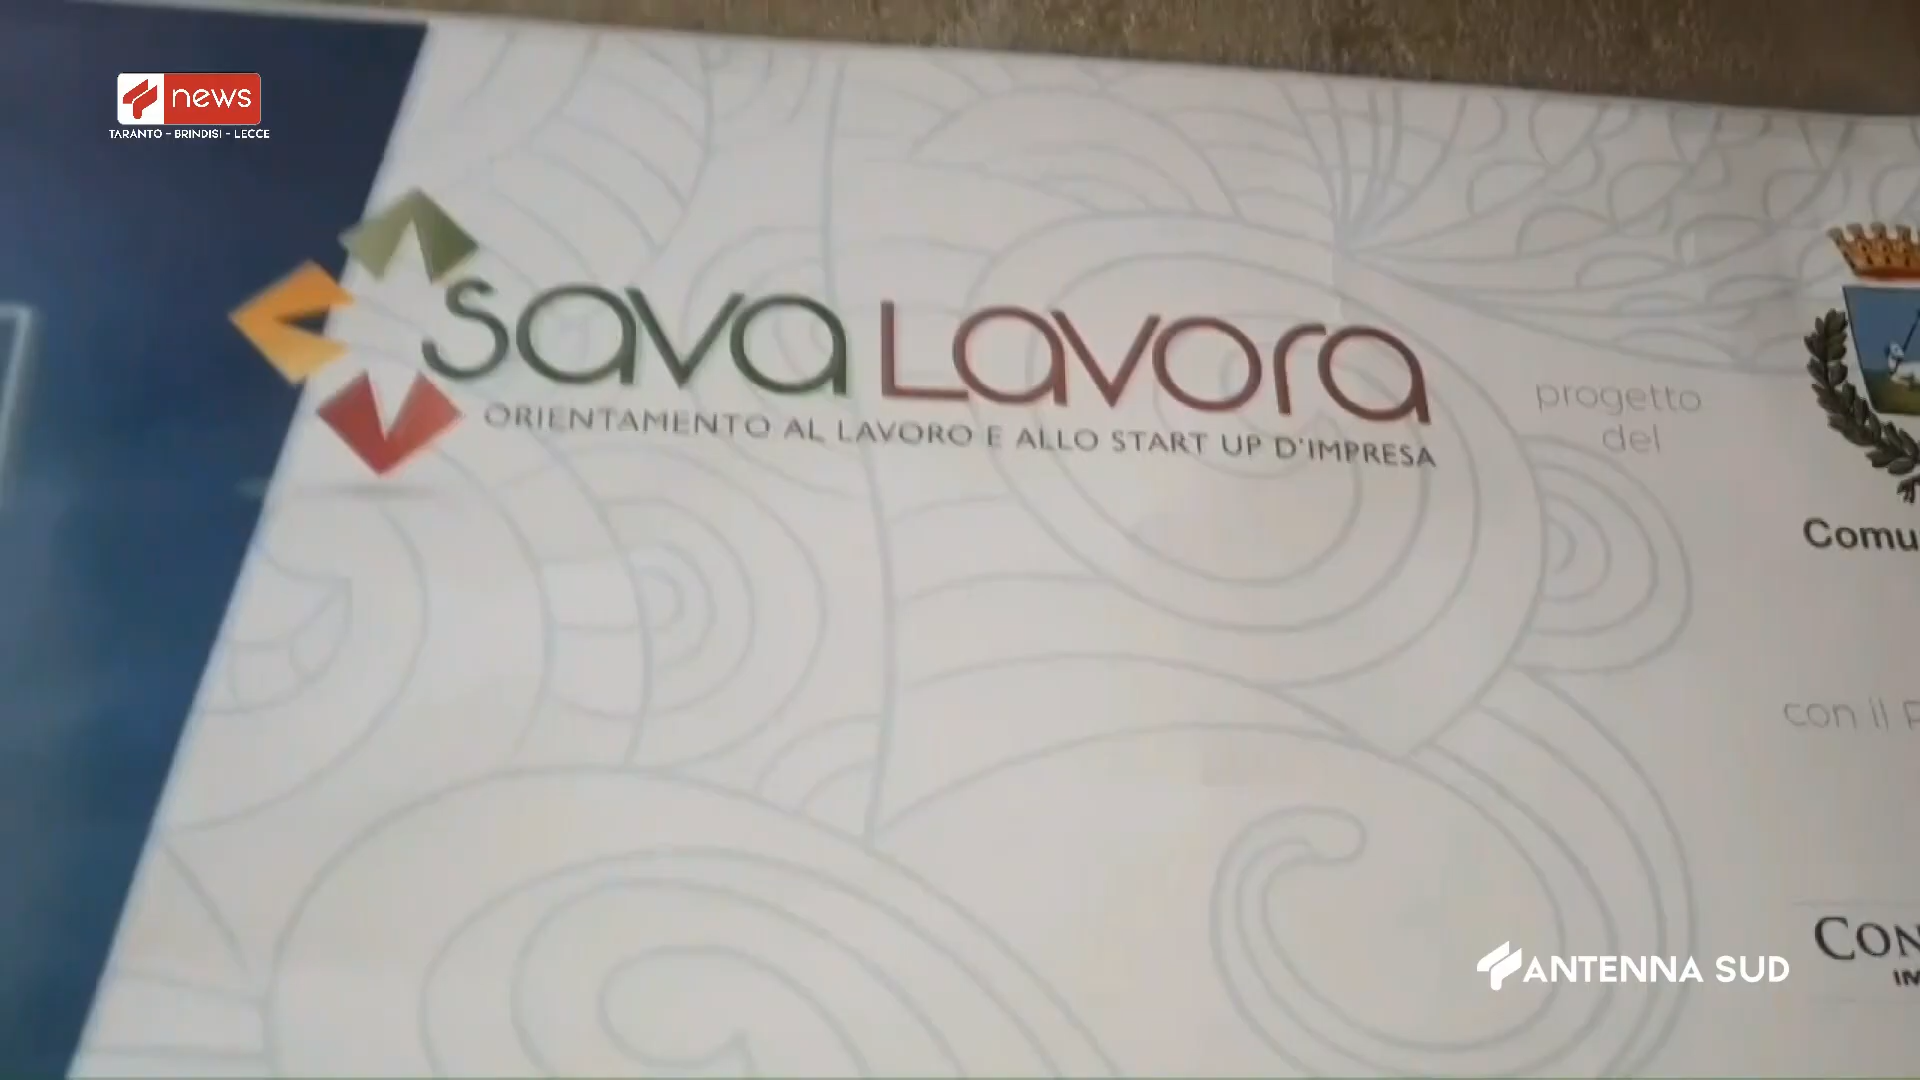 news
TARANTO - BRINDISI - LECCE
sava Lavora
ORIENTAMENTO AL LAVORO E ALLO START UP D'IMPRESA
progetto
del
Comu
con il P
CON
IM
ANTENNA SUD